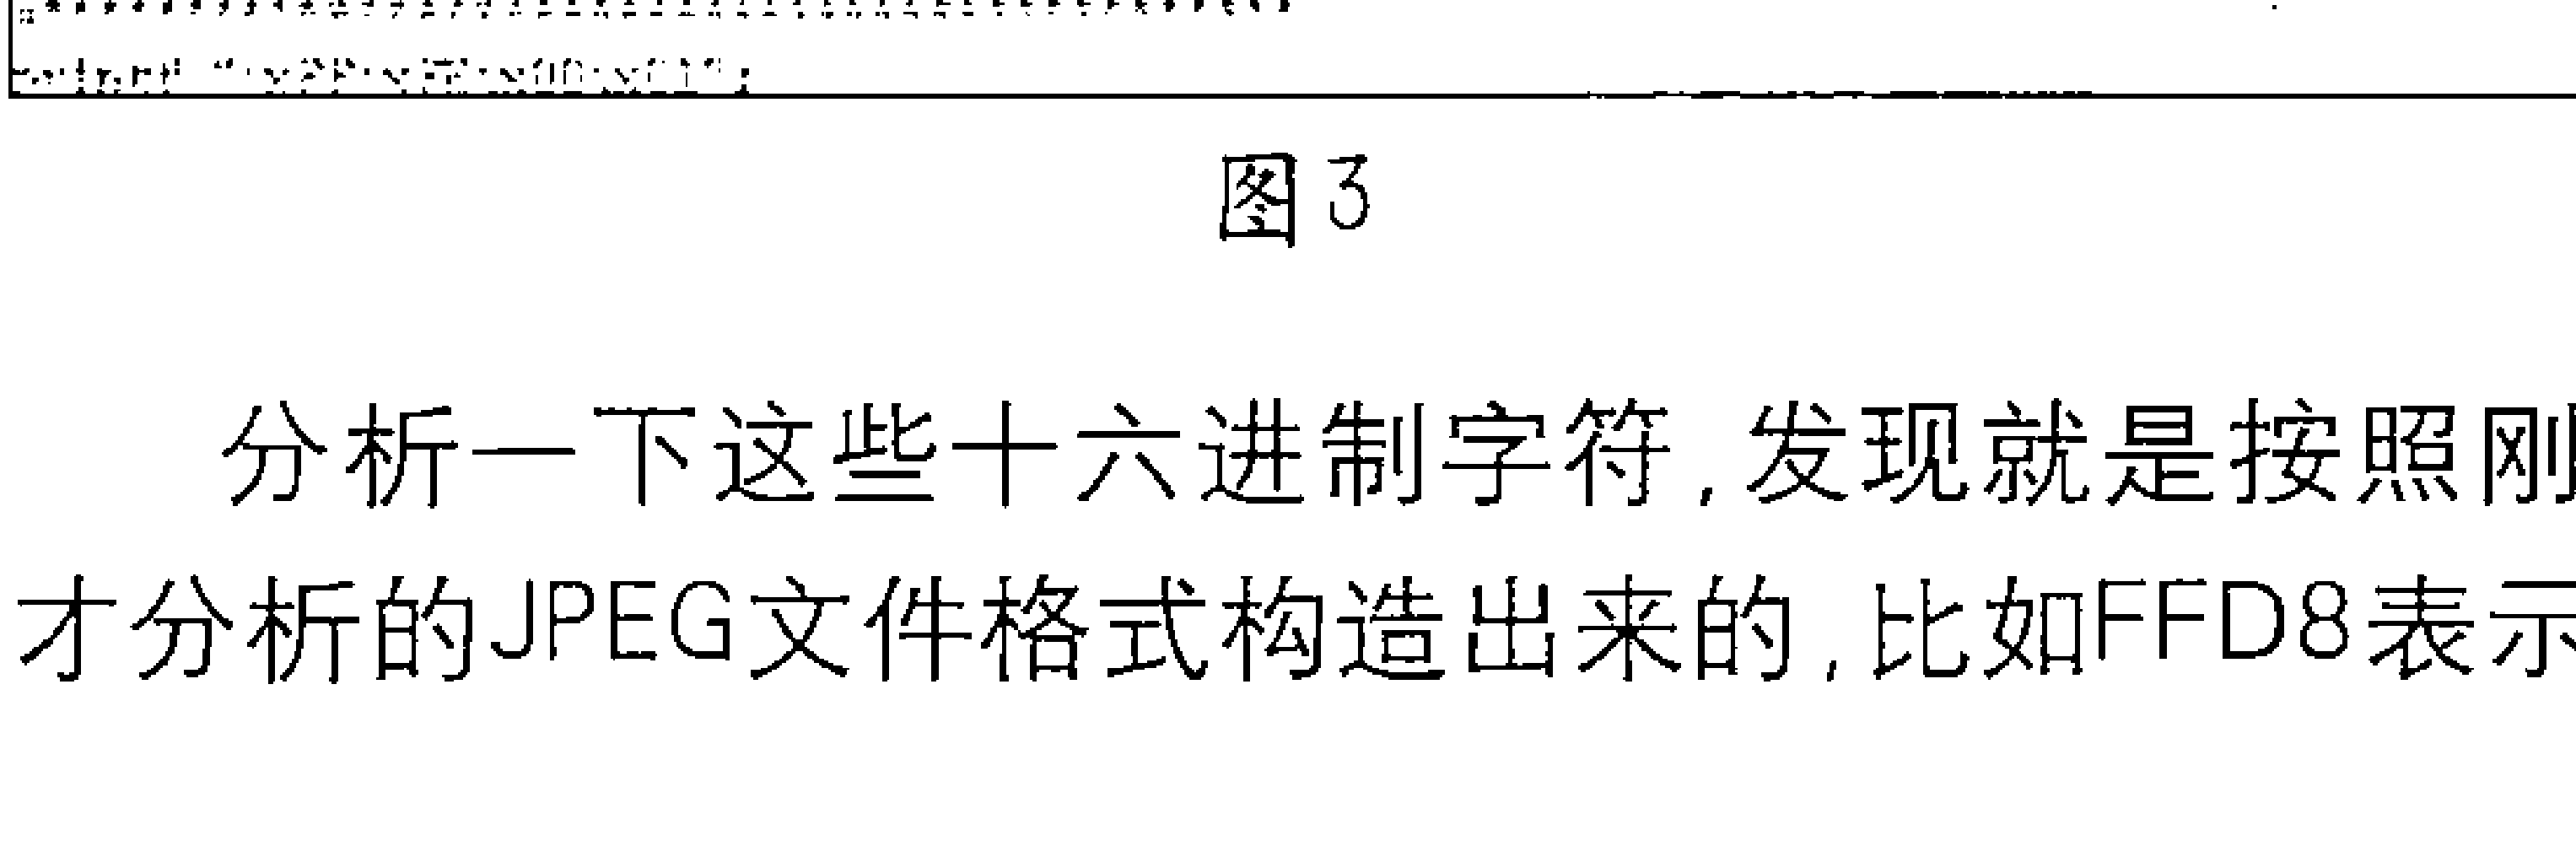 图3
分析一下这些十六进制字符,发现就是按照刚
才分析的JPEG文件格式构造出来的,比如FFD8表示